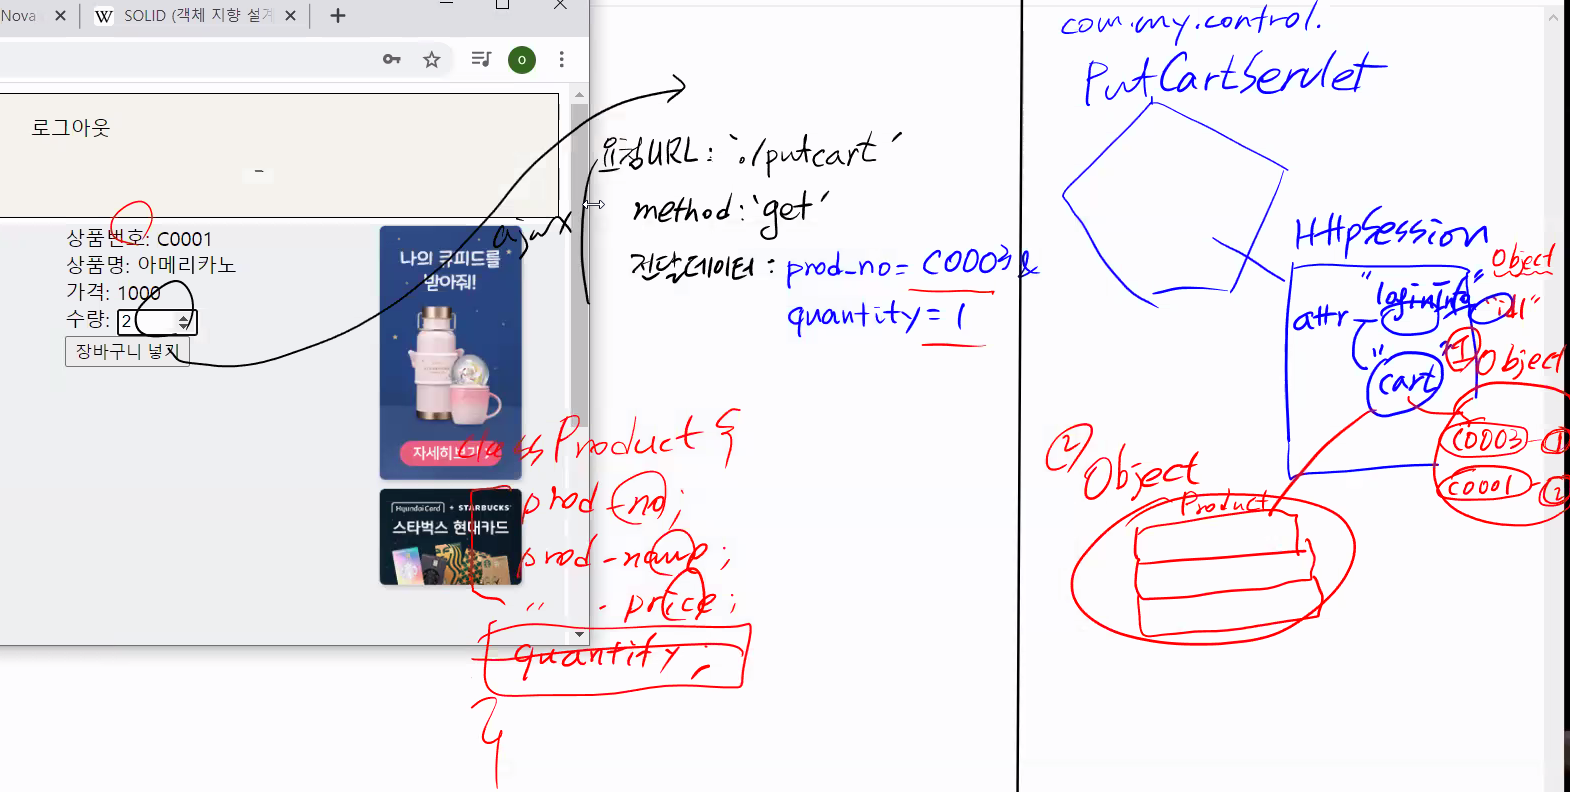 Nova
SOLID (객체 지향 설계
o
로그아웃
상품번호: C0001
상품명: 아메리카노
가격: 1000
수량: 2
장바구니 넣기
나의 큐피드를
받아줘!
자세히보기
HyundaiCard + STARBUCKS
스타벅스 현대카드
ajax
요청URL: './putcart'
method: 'get'
전달데이터: prod_no= C0003 &
quantity = 1
class Product {
prod_no;
prod-name;
" - price;
quantity;
}
com.my.control.
PutCartServlet
HttpSession
Object
attr
"loginInfo"
"cart"
① Object
C0003 - ①
C0001 - ②
② Object
Product